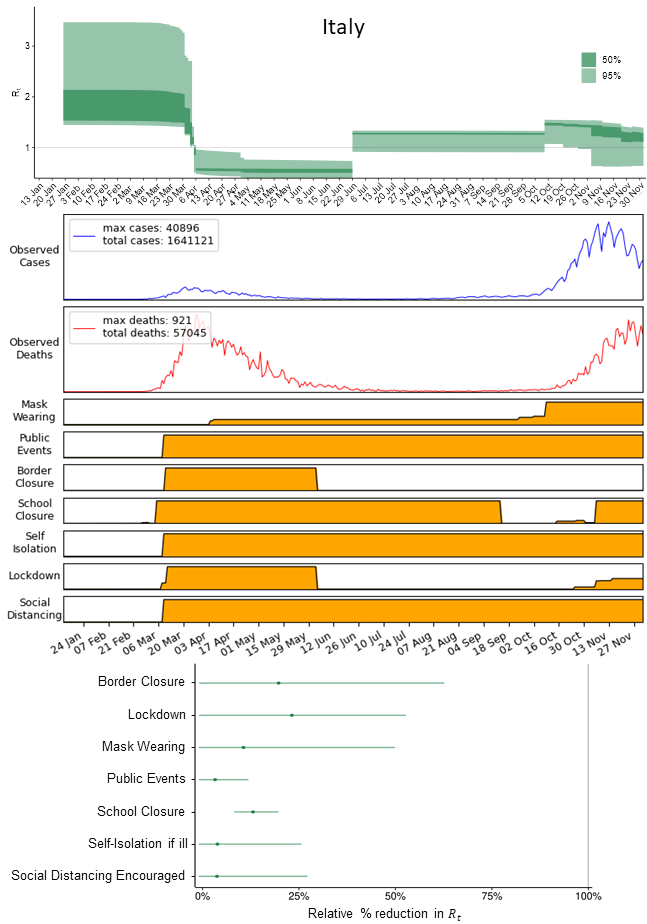 Italy
3
2
1
R_t
50%
95%
13 Jan
20 Jan
27 Jan
3 Feb
10 Feb
17 Feb
24 Feb
2 Mar
9 Mar
16 Mar
23 Mar
30 Mar
6 Apr
13 Apr
20 Apr
27 Apr
4 May
11 May
18 May
25 May
1 Jun
8 Jun
15 Jun
22 Jun
29 Jun
6 Jul
13 Jul
20 Jul
27 Jul
3 Aug
10 Aug
17 Aug
24 Aug
31 Aug
7 Sep
14 Sep
21 Sep
28 Sep
5 Oct
12 Oct
19 Oct
26 Oct
2 Nov
9 Nov
16 Nov
23 Nov
30 Nov
Observed
Cases
max cases: 40896
total cases: 1641121
Observed
Deaths
max deaths: 921
total deaths: 57045
Mask
Wearing
Public
Events
Border
Closure
School
Closure
Self
Isolation
Lockdown
Social
Distancing
24 Jan
07 Feb
21 Feb
06 Mar
20 Mar
03 Apr
17 Apr
01 May
15 May
29 May
12 Jun
26 Jun
10 Jul
24 Jul
07 Aug
21 Aug
04 Sep
18 Sep
02 Oct
16 Oct
30 Oct
13 Nov
27 Nov
Border Closure
Lockdown
Mask Wearing
Public Events
School Closure
Self-Isolation if ill
Social Distancing Encouraged
0%
25%
50%
75%
100%
Relative % reduction in R_t